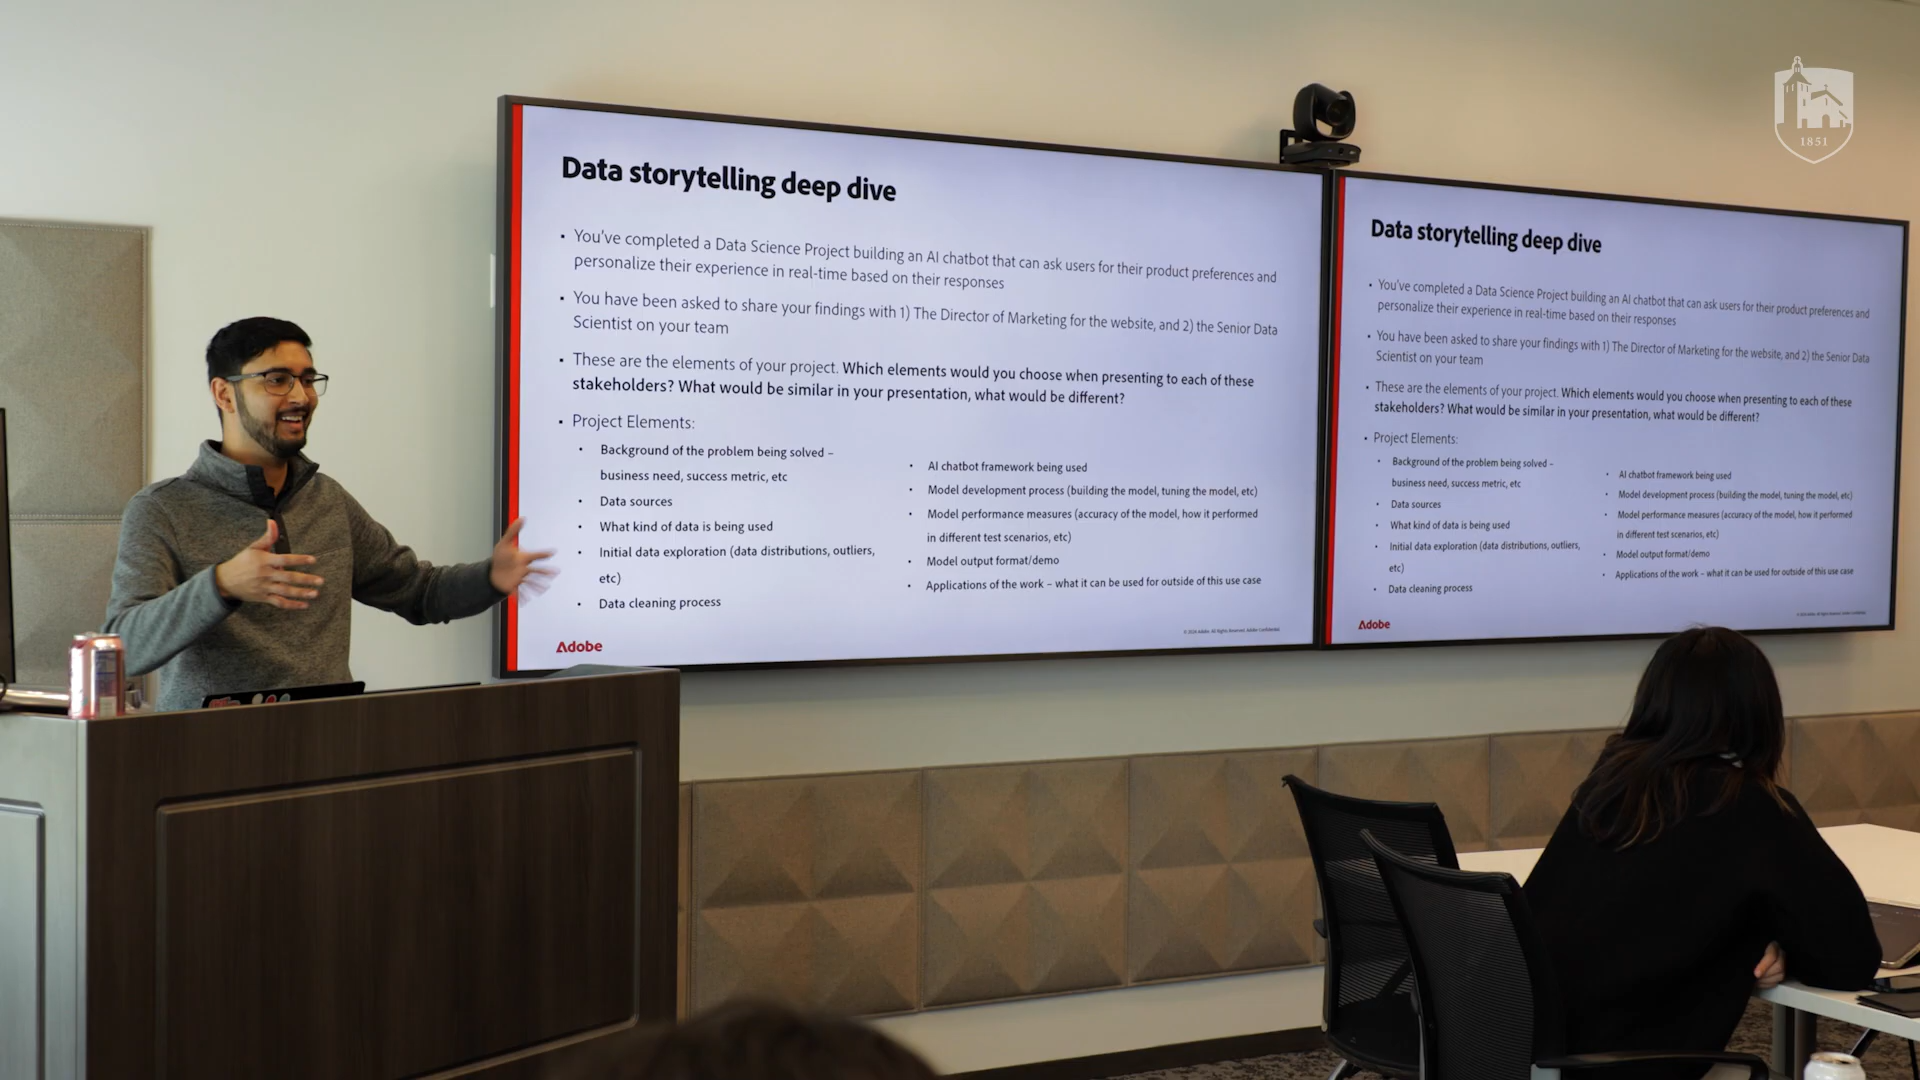 Data storytelling deep dive
• You've completed a Data Science Project building an AI chatbot that can ask users for their product preferences and
personalize their experience in real-time based on their responses
• You have been asked to share your findings with 1) The Director of Marketing for the website, and 2) the Senior Data
Scientist on your team
• These are the elements of your project. Which elements would you choose when presenting to each of these
stakeholders? What would be similar in your presentation, what would be different?
• Project Elements:
• Background of the problem being solved –
business need, success metric, etc
• Data sources
• What kind of data is being used
• Initial data exploration (data distributions, outliers,
etc)
• Data cleaning process
• AI chatbot framework being used
• Model development process (building the model, tuning the model, etc)
• Model performance measures (accuracy of the model, how it performed
in different test scenarios, etc)
• Model output format/demo
• Applications of the work – what it can be used for outside of this use case
Adobe
© 2024 Adobe. All Rights Reserved. Adobe Confidential.
Data storytelling deep dive
• You've completed a Data Science Project building an AI chatbot that can ask users for their product preferences and
personalize their experience in real-time based on their responses
• You have been asked to share your findings with 1) The Director of Marketing for the website, and 2) the Senior Data
Scientist on your team
• These are the elements of your project. Which elements would you choose when presenting to each of these
stakeholders? What would be similar in your presentation, what would be different?
• Project Elements:
• Background of the problem being solved –
business need, success metric, etc
• Data sources
• What kind of data is being used
• Initial data exploration (data distributions, outliers,
etc)
• Data cleaning process
• AI chatbot framework being used
• Model development process (building the model, tuning the model, etc)
• Model performance measures (accuracy of the model, how it performed
in different test scenarios, etc)
• Model output format/demo
• Applications of the work – what it can be used for outside of this use case
Adobe
1851